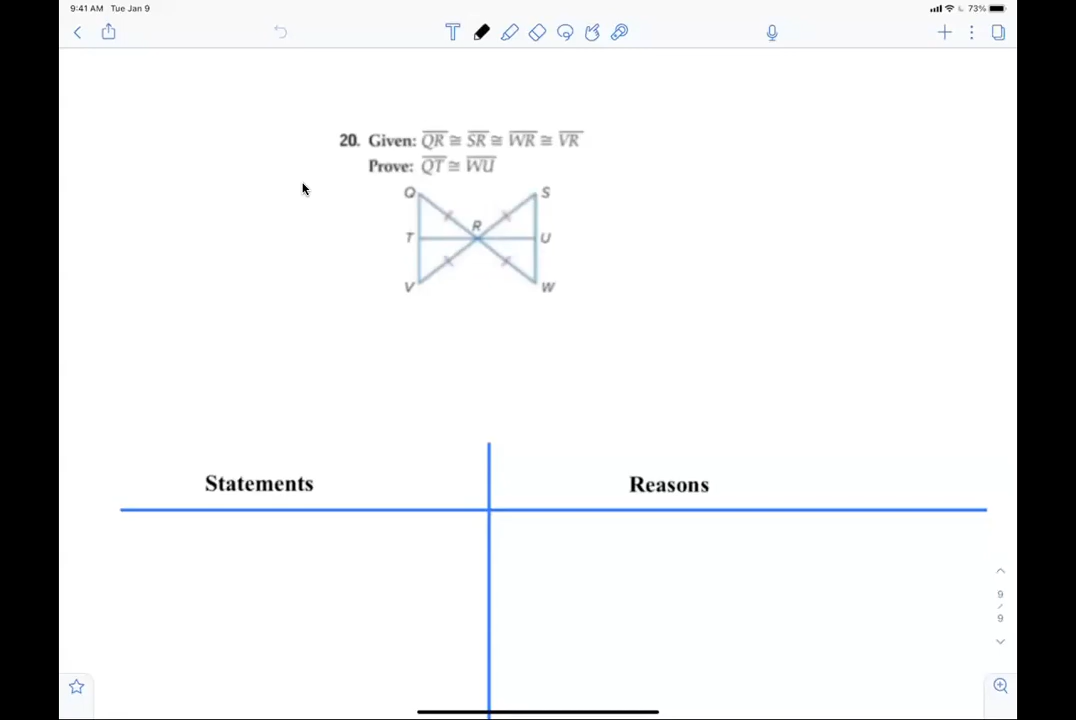 9:41 AM Tue Jan 9
73%
T
20. Given: QR ≅ SR ≅ WR ≅ VR
Prove: QT ≅ WU
Q
S
R
T
U
V
W
Statements
Reasons
9
/
9